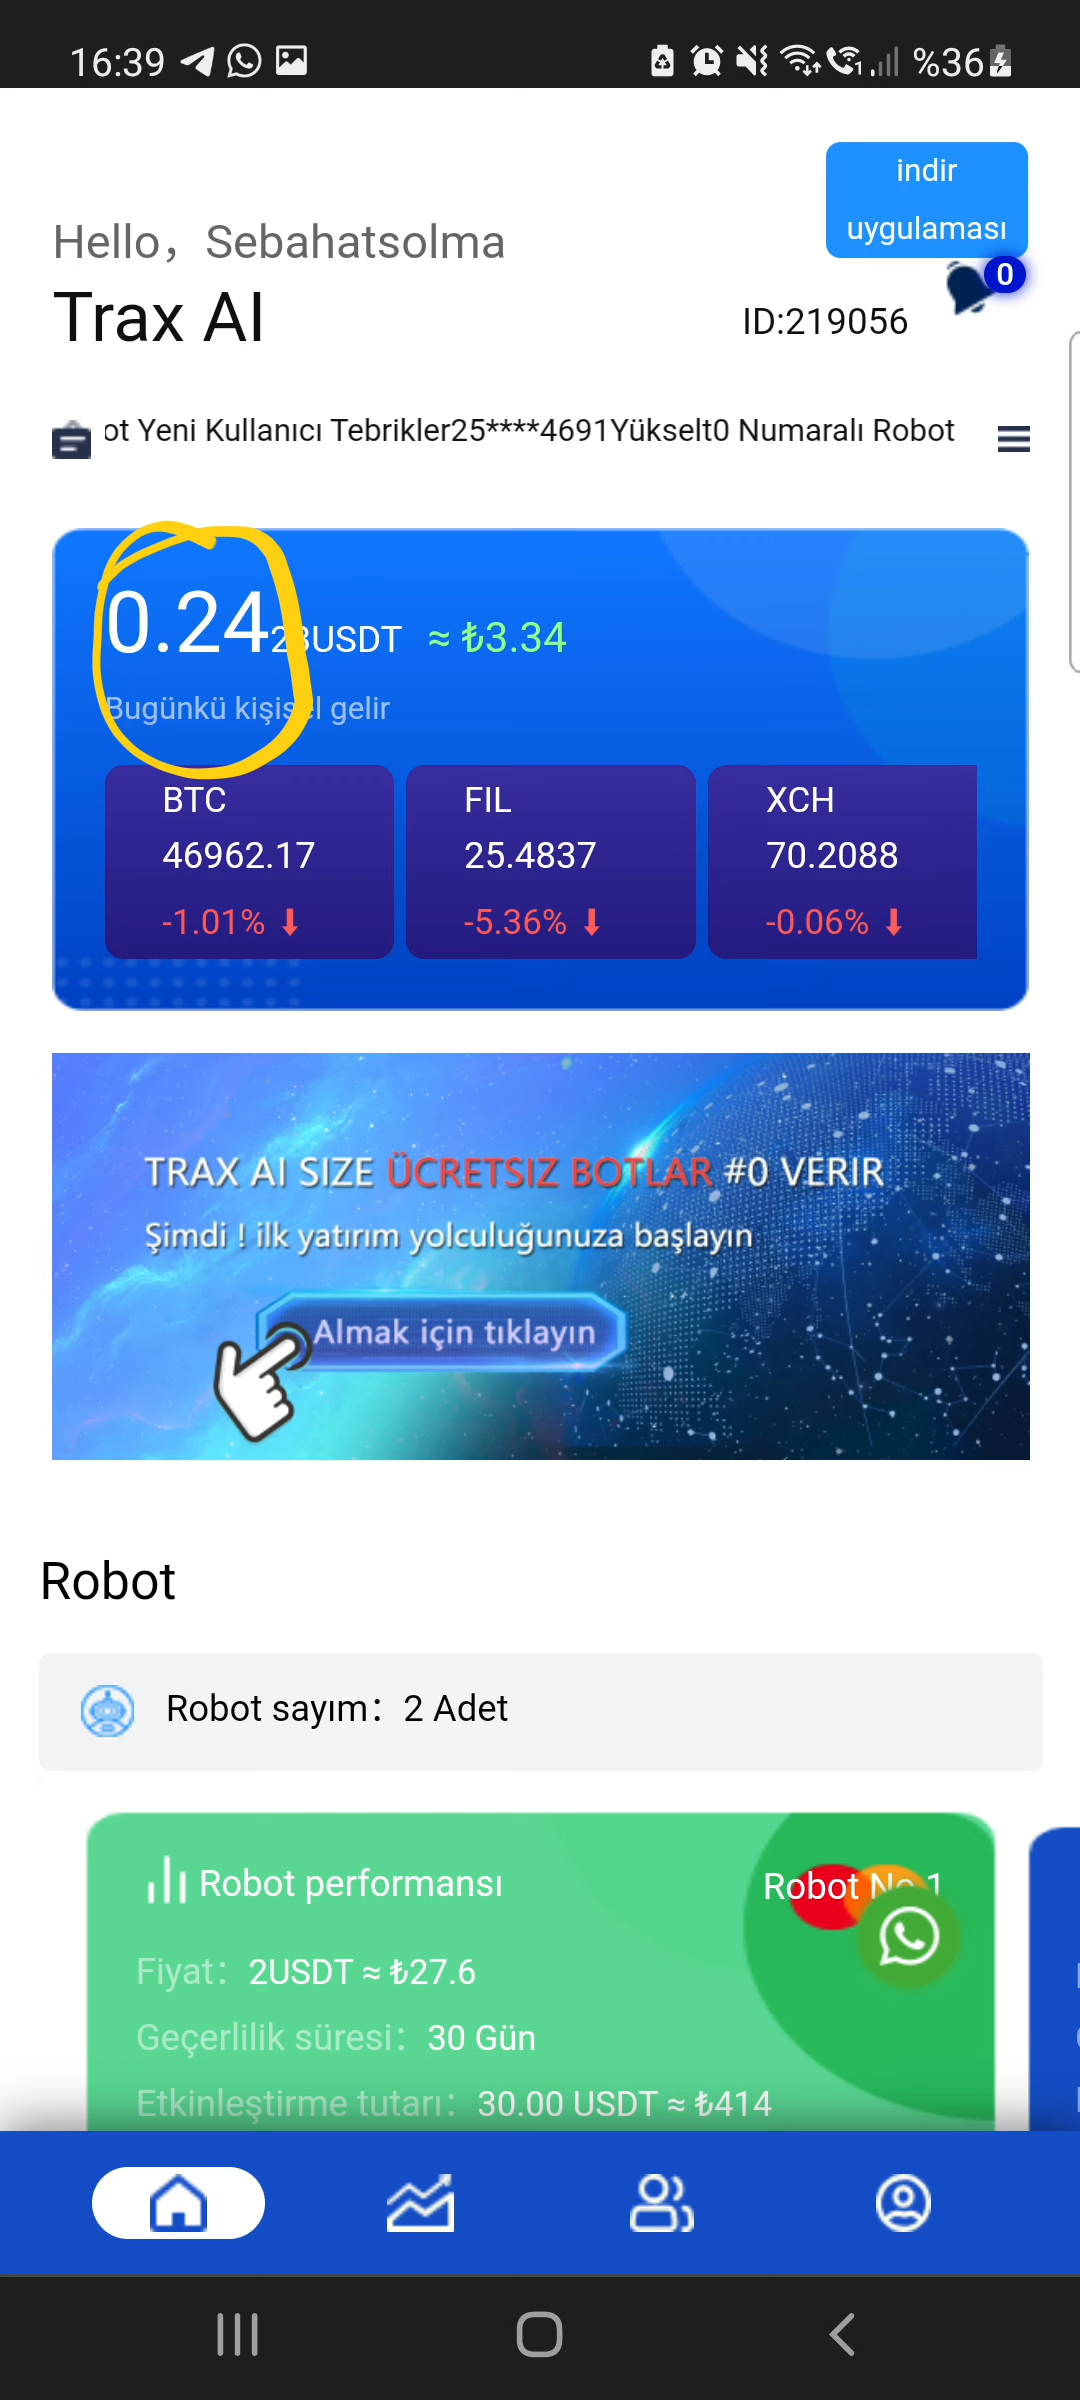 16:39
%36
indir
uygulaması
Hello，Sebahatsolma
0
Trax AI
ID:219056
ot Yeni Kullanıcı Tebrikler25****4691Yükselt0 Numaralı Robot
0.2423USDT ≈ ₺3.34
Bugünkü kişisel gelir
BTC
46962.17
-1.01%
FIL
25.4837
-5.36%
XCH
70.2088
-0.06%
TRAX AI SIZE ÜCRETSIZ BOTLAR #0 VERIR
Şimdi ! ilk yatırım yolculuğunuza başlayın
Almak için tıklayın
Robot
Robot sayım：2 Adet
Robot performansı
Robot No.1
Fiyat：2USDT ≈ ₺27.6
Geçerlilik süresi：30 Gün
Etkinleştirme tutarı：30.00 USDT ≈ ₺414